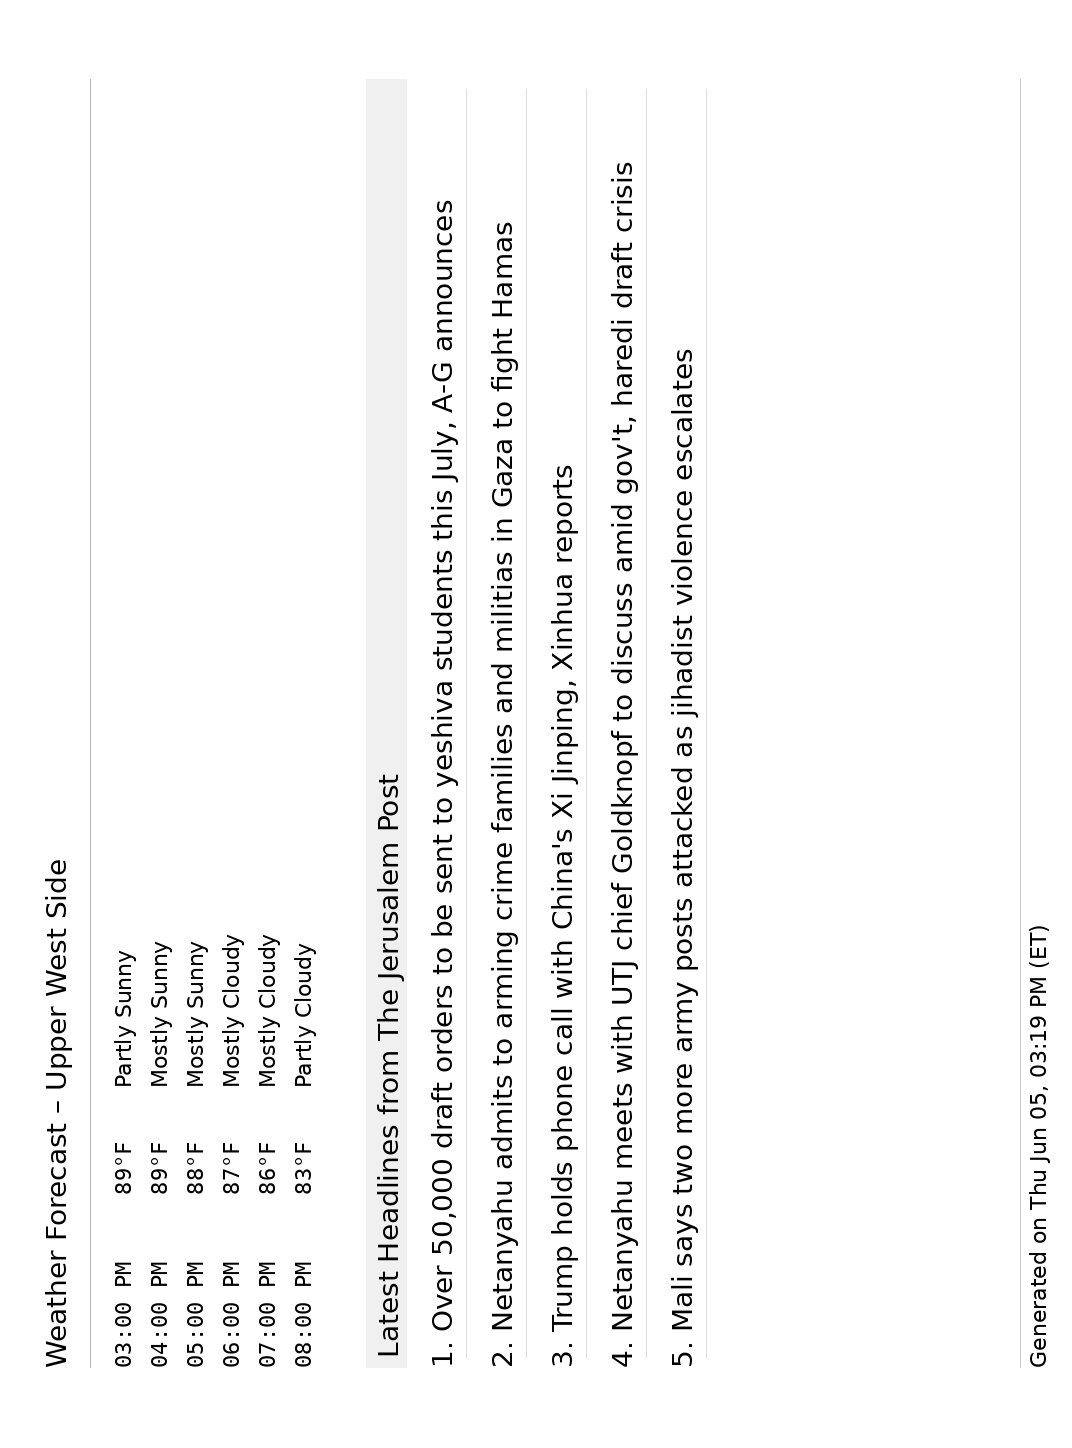 Weather Forecast – Upper West Side
03:00 PM 89°F Partly Sunny
04:00 PM 89°F Mostly Sunny
05:00 PM 88°F Mostly Sunny
06:00 PM 87°F Mostly Cloudy
07:00 PM 86°F Mostly Cloudy
08:00 PM 83°F Partly Cloudy
Latest Headlines from The Jerusalem Post
1. Over 50,000 draft orders to be sent to yeshiva students this July, A-G announces
2. Netanyahu admits to arming crime families and militias in Gaza to fight Hamas
3. Trump holds phone call with China's Xi Jinping, Xinhua reports
4. Netanyahu meets with UTJ chief Goldknopf to discuss amid gov't, haredi draft crisis
5. Mali says two more army posts attacked as jihadist violence escalates
Generated on Thu Jun 05, 03:19 PM (ET)